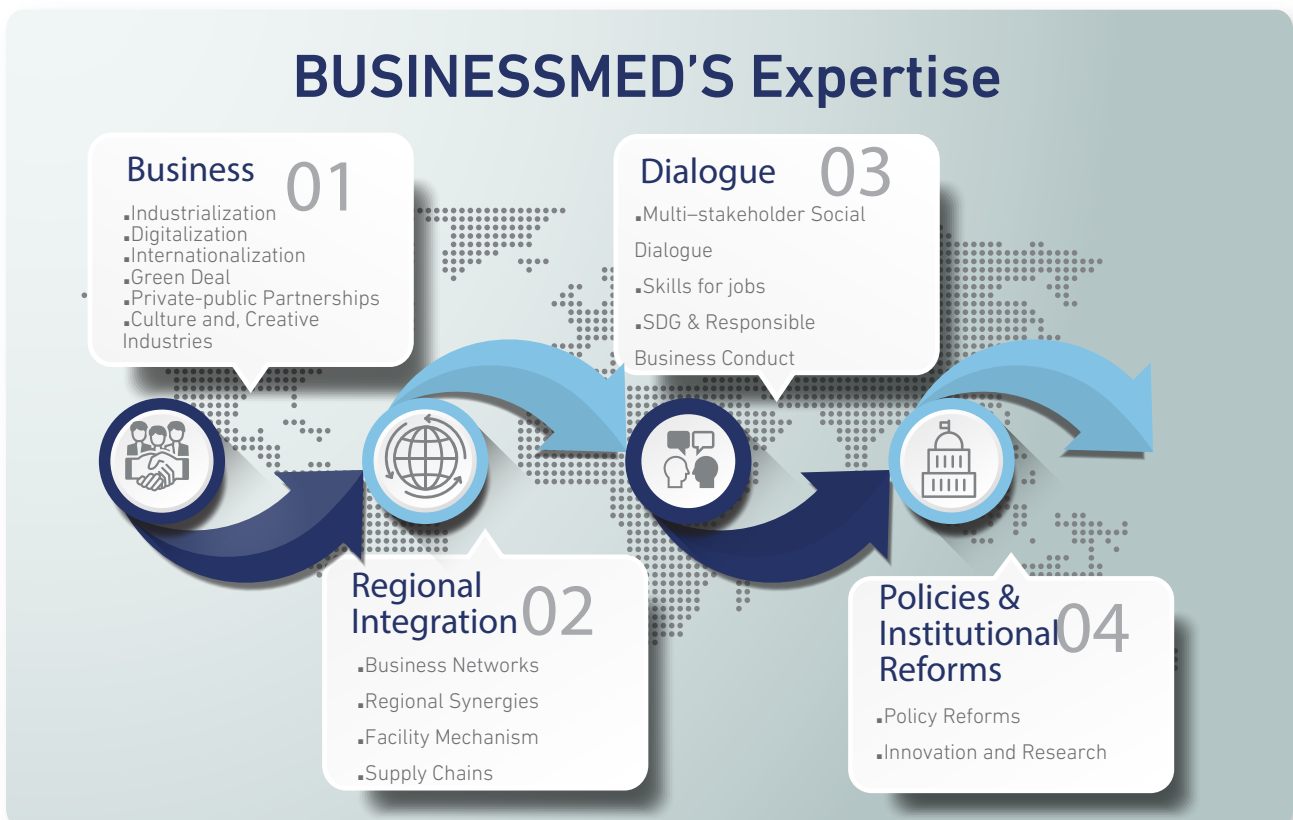 BUSINESSMED'S Expertise
Business
01
▪Industrialization
▪Digitalization
▪Internationalization
▪Green Deal
▪Private-public Partnerships
▪Culture and, Creative
Industries
Regional
Integration
02
▪Business Networks
▪Regional Synergies
▪Facility Mechanism
▪Supply Chains
Dialogue
03
▪Multi–stakeholder Social
Dialogue
▪Skills for jobs
▪SDG & Responsible
Business Conduct
Policies &
Institutional
Reforms
04
▪Policy Reforms
▪Innovation and Research